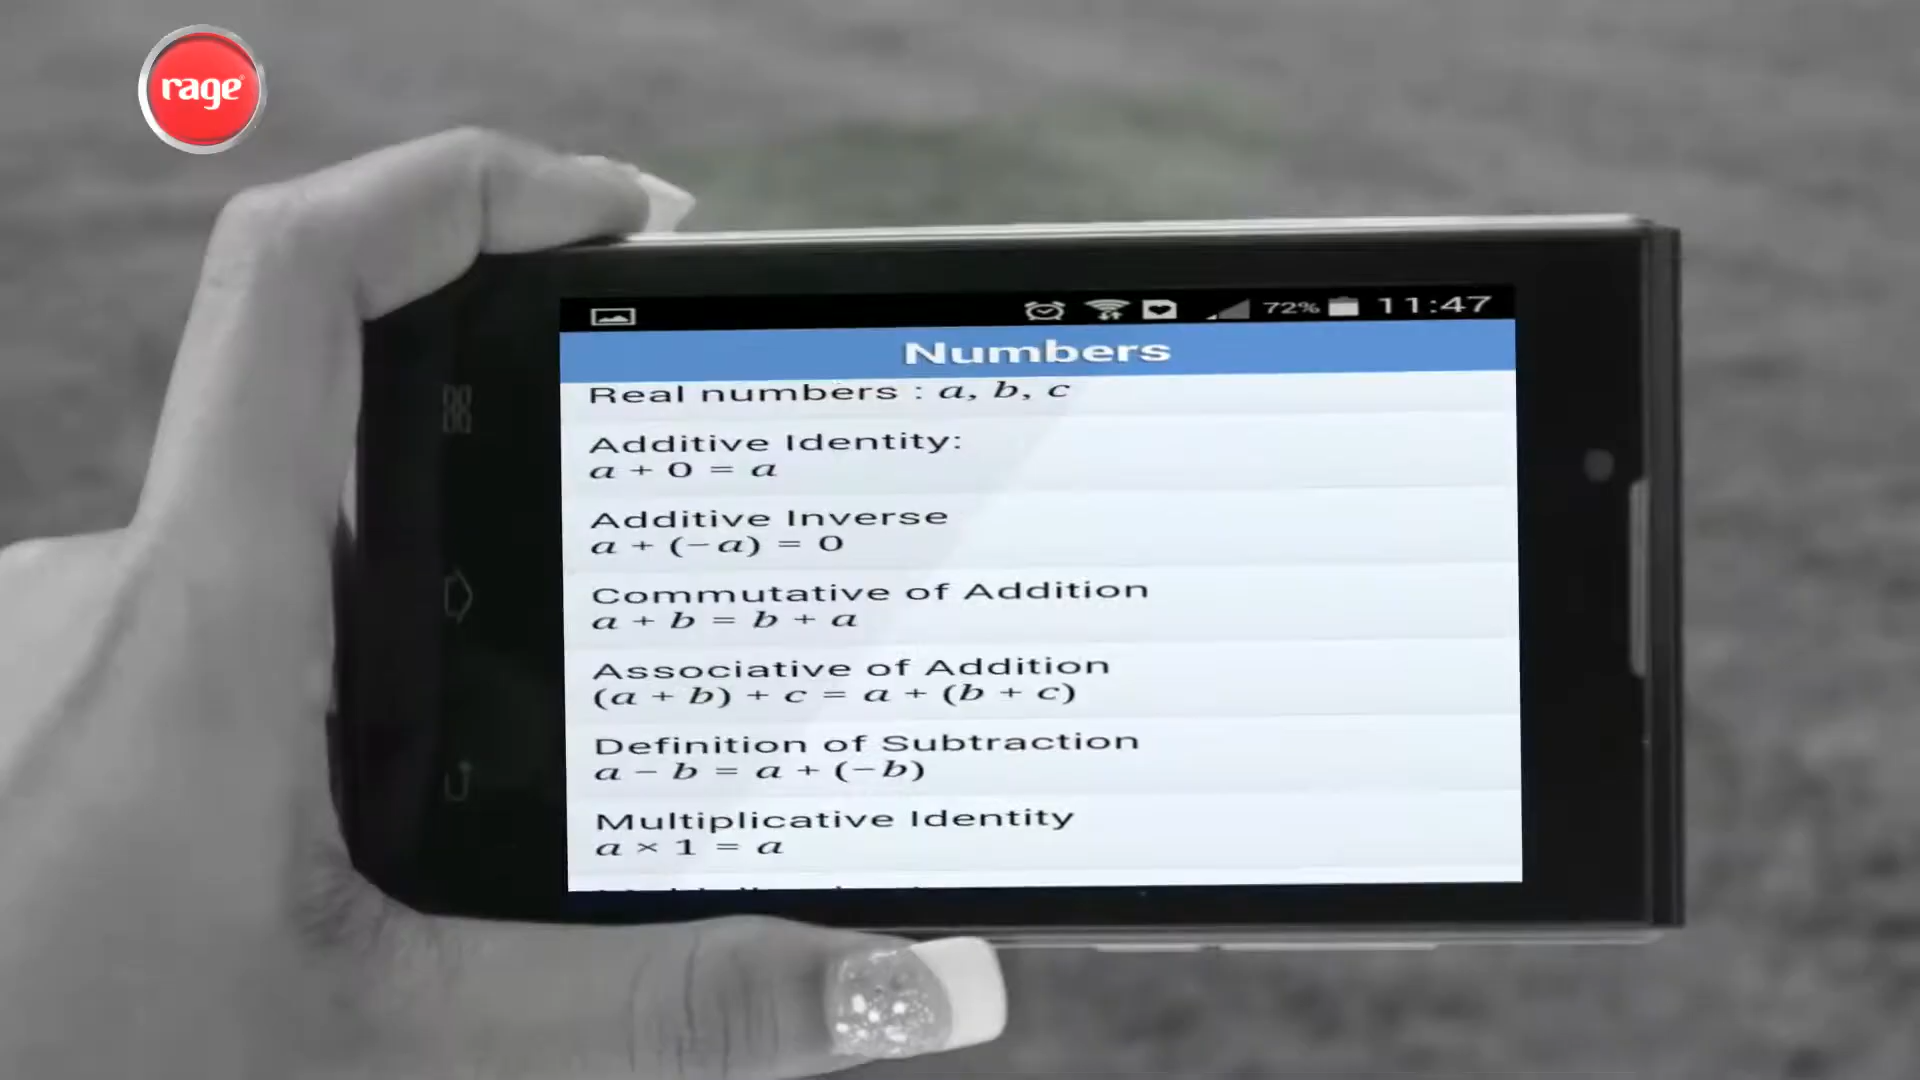 rage
72% 11:47
Numbers
Real numbers : a, b, c
Additive Identity:
a + 0 = a
Additive Inverse
a + (−a) = 0
Commutative of Addition
a + b = b + a
Associative of Addition
(a + b) + c = a + (b + c)
Definition of Subtraction
a − b = a + (−b)
Multiplicative Identity
a × 1 = a